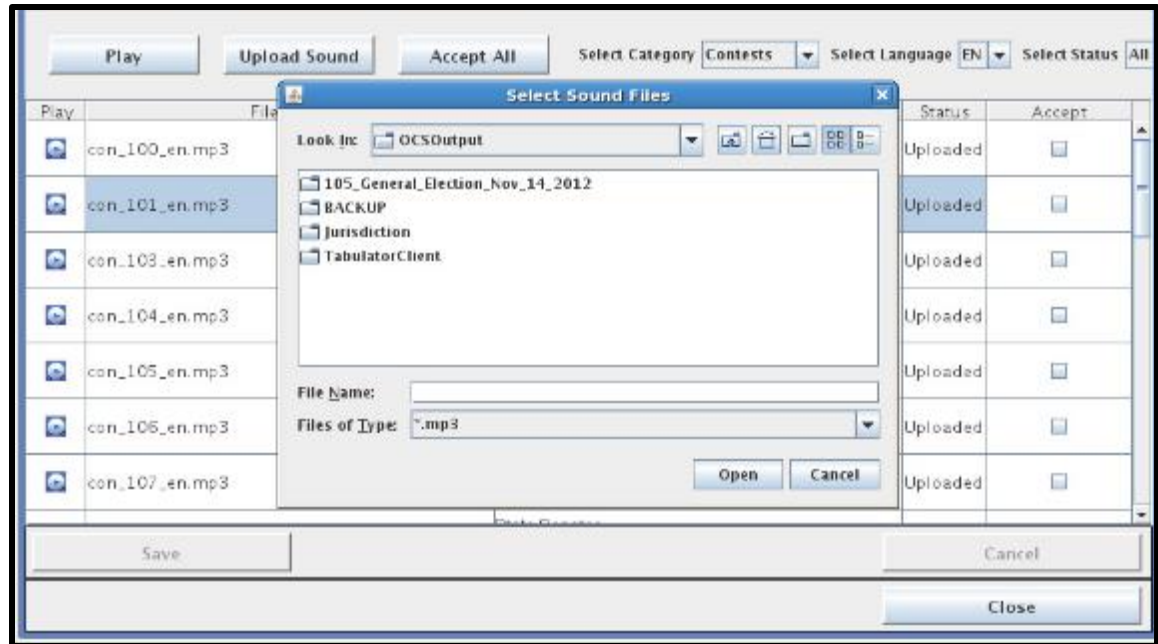 Play Upload Sound Accept All Select Category Contests Select Language EN Select Status All
Select Sound Files
Play File Status Accept
Look In: OCSOutput
con_100_en.mp3 Uploaded
105_General_Election_Nov_14_2012
con_101_en.mp3 BACKUP Uploaded
Jurisdiction
con_103_en.mp3 TabulatorClient Uploaded
con_104_en.mp3 Uploaded
con_105_en.mp3 Uploaded
File Name:
con_106_en.mp3 Files of Type: *.mp3 Uploaded
con_107_en.mp3 Open Cancel Uploaded
Save Cancel
Close